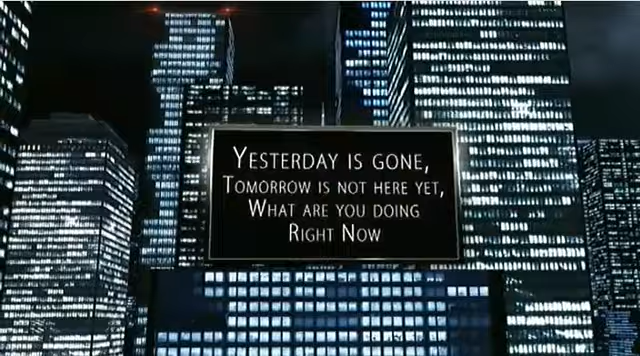 Yesterday is gone,
Tomorrow is not here yet,
What are you doing
Right Now